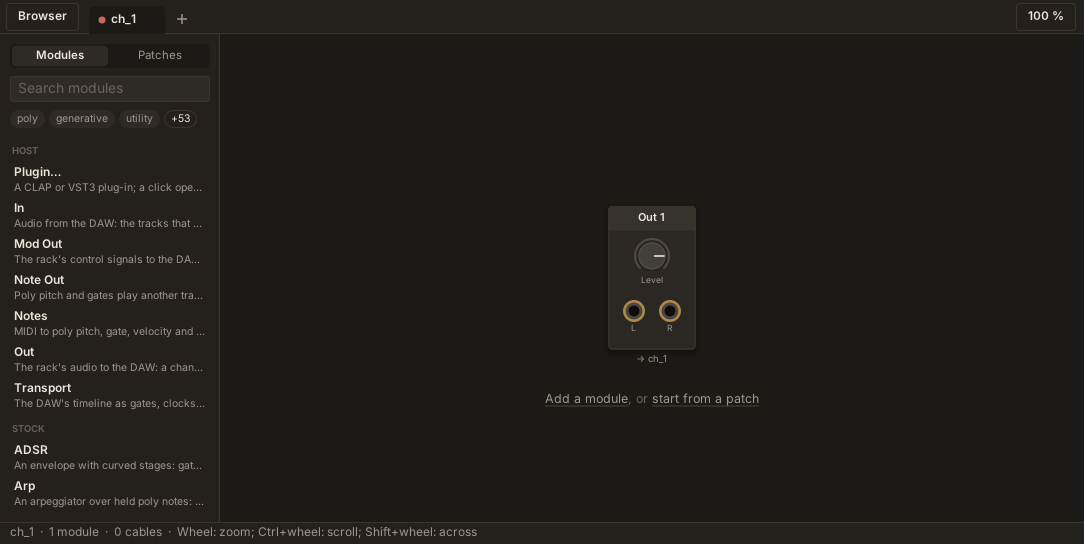 Browser
ch_1
+
100 %
Modules
Patches
Search modules
poly
generative
utility
+53
HOST
Plugin...
A CLAP or VST3 plug-in; a click ope...
In
Audio from the DAW: the tracks that ...
Mod Out
The rack's control signals to the DA...
Note Out
Poly pitch and gates play another tra...
Notes
MIDI to poly pitch, gate, velocity and ...
Out
The rack's audio to the DAW: a chan...
Transport
The DAW's timeline as gates, clocks...
STOCK
ADSR
An envelope with curved stages: gat...
Arp
An arpeggiator over held poly notes: ...
Out 1
Level
L
R
→ ch_1
Add a module, or start from a patch
ch_1 · 1 module · 0 cables · Wheel: zoom; Ctrl+wheel: scroll; Shift+wheel: across